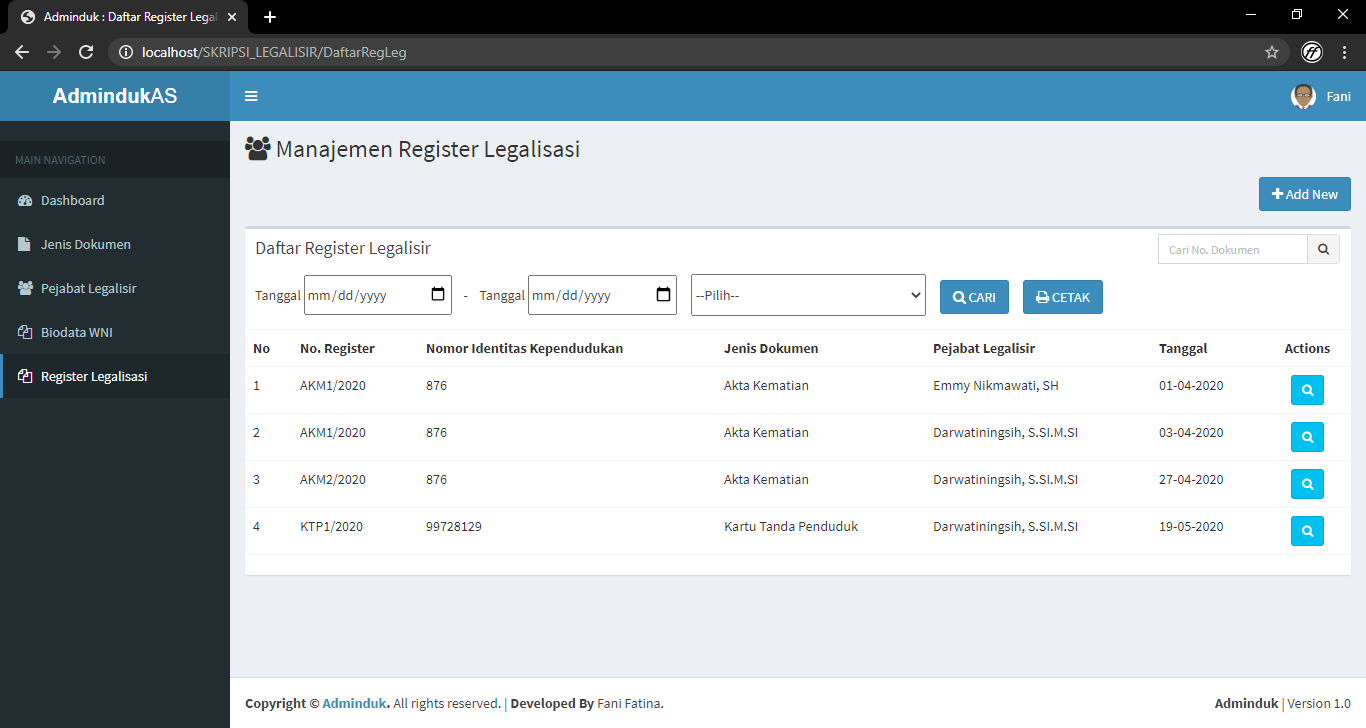 Adminduk : Daftar Register Legal
localhost/SKRIPSI_LEGALISIR/DaftarRegLeg
AdmindukAS
Fani
MAIN NAVIGATION
Dashboard
Jenis Dokumen
Pejabat Legalisir
Biodata WNI
Register Legalisasi
Manajemen Register Legalisasi
Add New
Daftar Register Legalisir
Cari No. Dokumen
Tanggal mm/dd/yyyy - Tanggal mm/dd/yyyy --Pilih-- CARI CETAK
No No. Register Nomor Identitas Kependudukan Jenis Dokumen Pejabat Legalisir Tanggal Actions
1 AKM1/2020 876 Akta Kematian Emmy Nikmawati, SH 01-04-2020
2 AKM1/2020 876 Akta Kematian Darwatiningsih, S.SI.M.SI 03-04-2020
3 AKM2/2020 876 Akta Kematian Darwatiningsih, S.SI.M.SI 27-04-2020
4 KTP1/2020 99728129 Kartu Tanda Penduduk Darwatiningsih, S.SI.M.SI 19-05-2020
Copyright © Adminduk. All rights reserved. | Developed By Fani Fatina.
Adminduk | Version 1.0